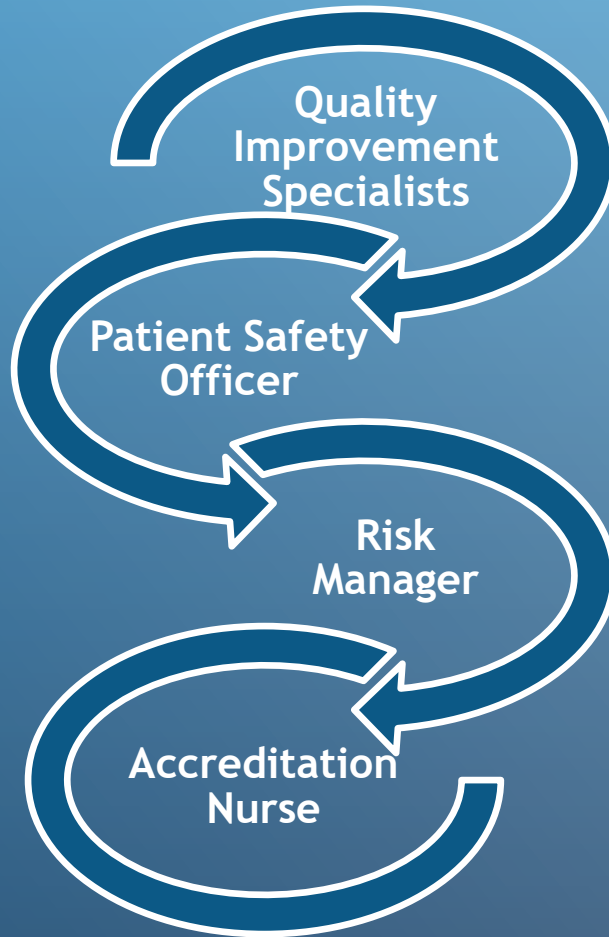 Quality
Improvement
Specialists
Patient Safety
Officer
Risk
Manager
Accreditation
Nurse